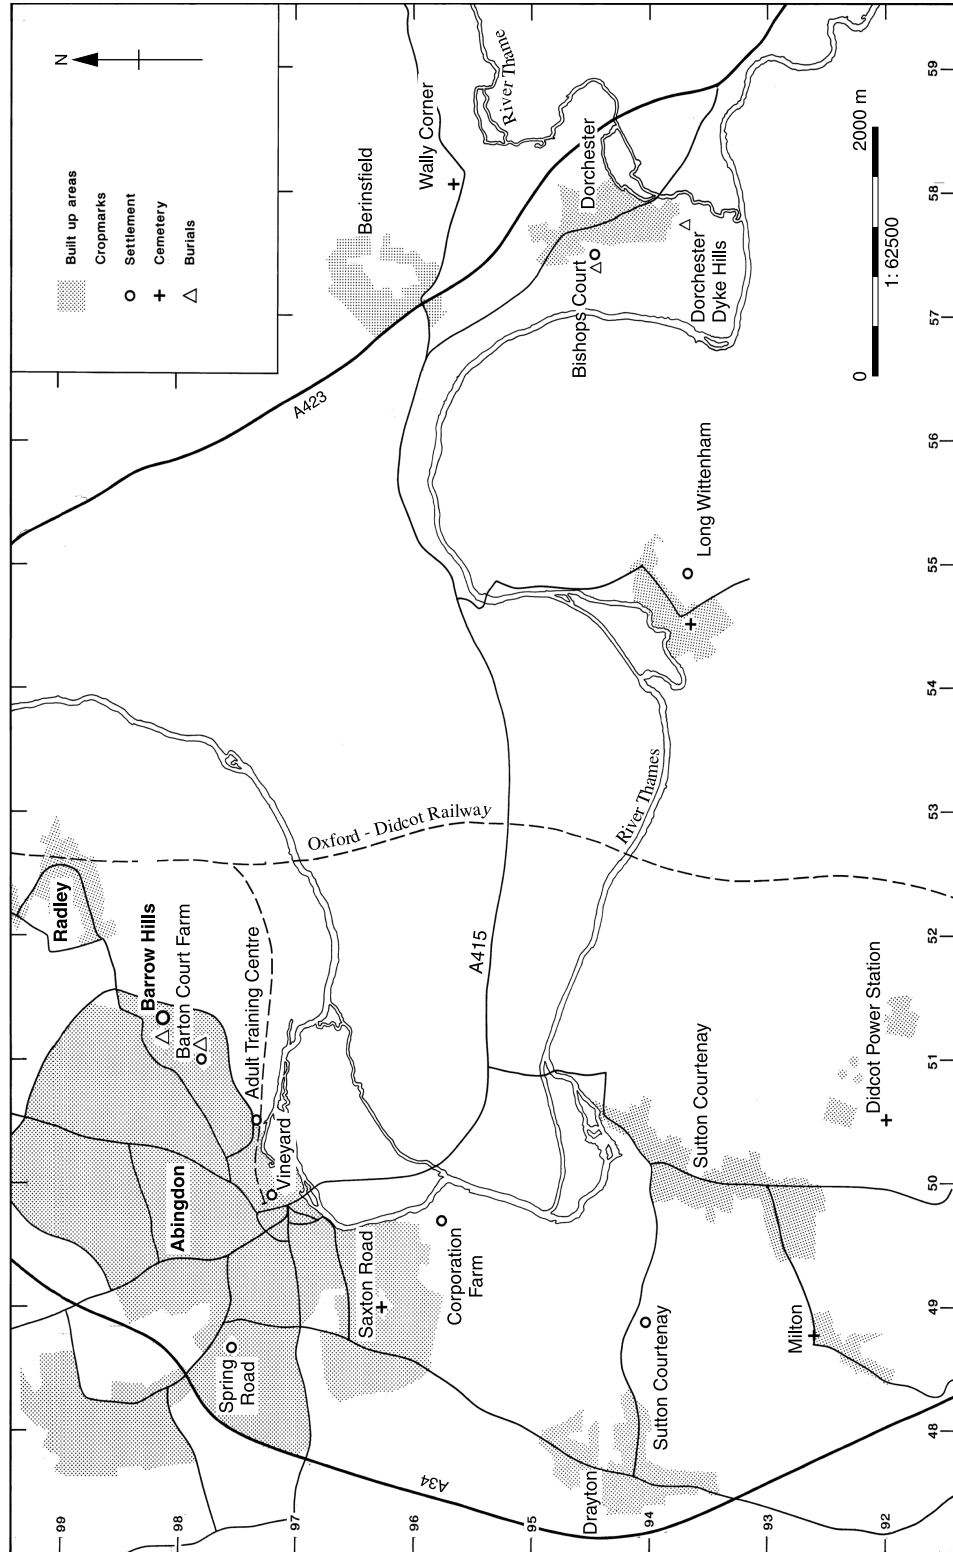 N
Built up areas
Cropmarks
Settlement
Cemetery
Burials
99
98
97
96
95
94
93
92
48
49
50
51
52
53
54
55
56
57
58
59
Radley
Barrow Hills
Barton Court Farm
Adult Training Centre
Vineyard
Abingdon
Spring
Road
Saxton Road
Corporation
Farm
A34
Drayton
Sutton Courtenay
Milton
Sutton Courtenay
Didcot Power Station
A415
Oxford - Didcot Railway
River Thames
Long Wittenham
A423
Berinsfield
Wally Corner
River Thame
Dorchester
Bishops Court
Dorchester
Dyke Hills
0
2000 m
1: 62500